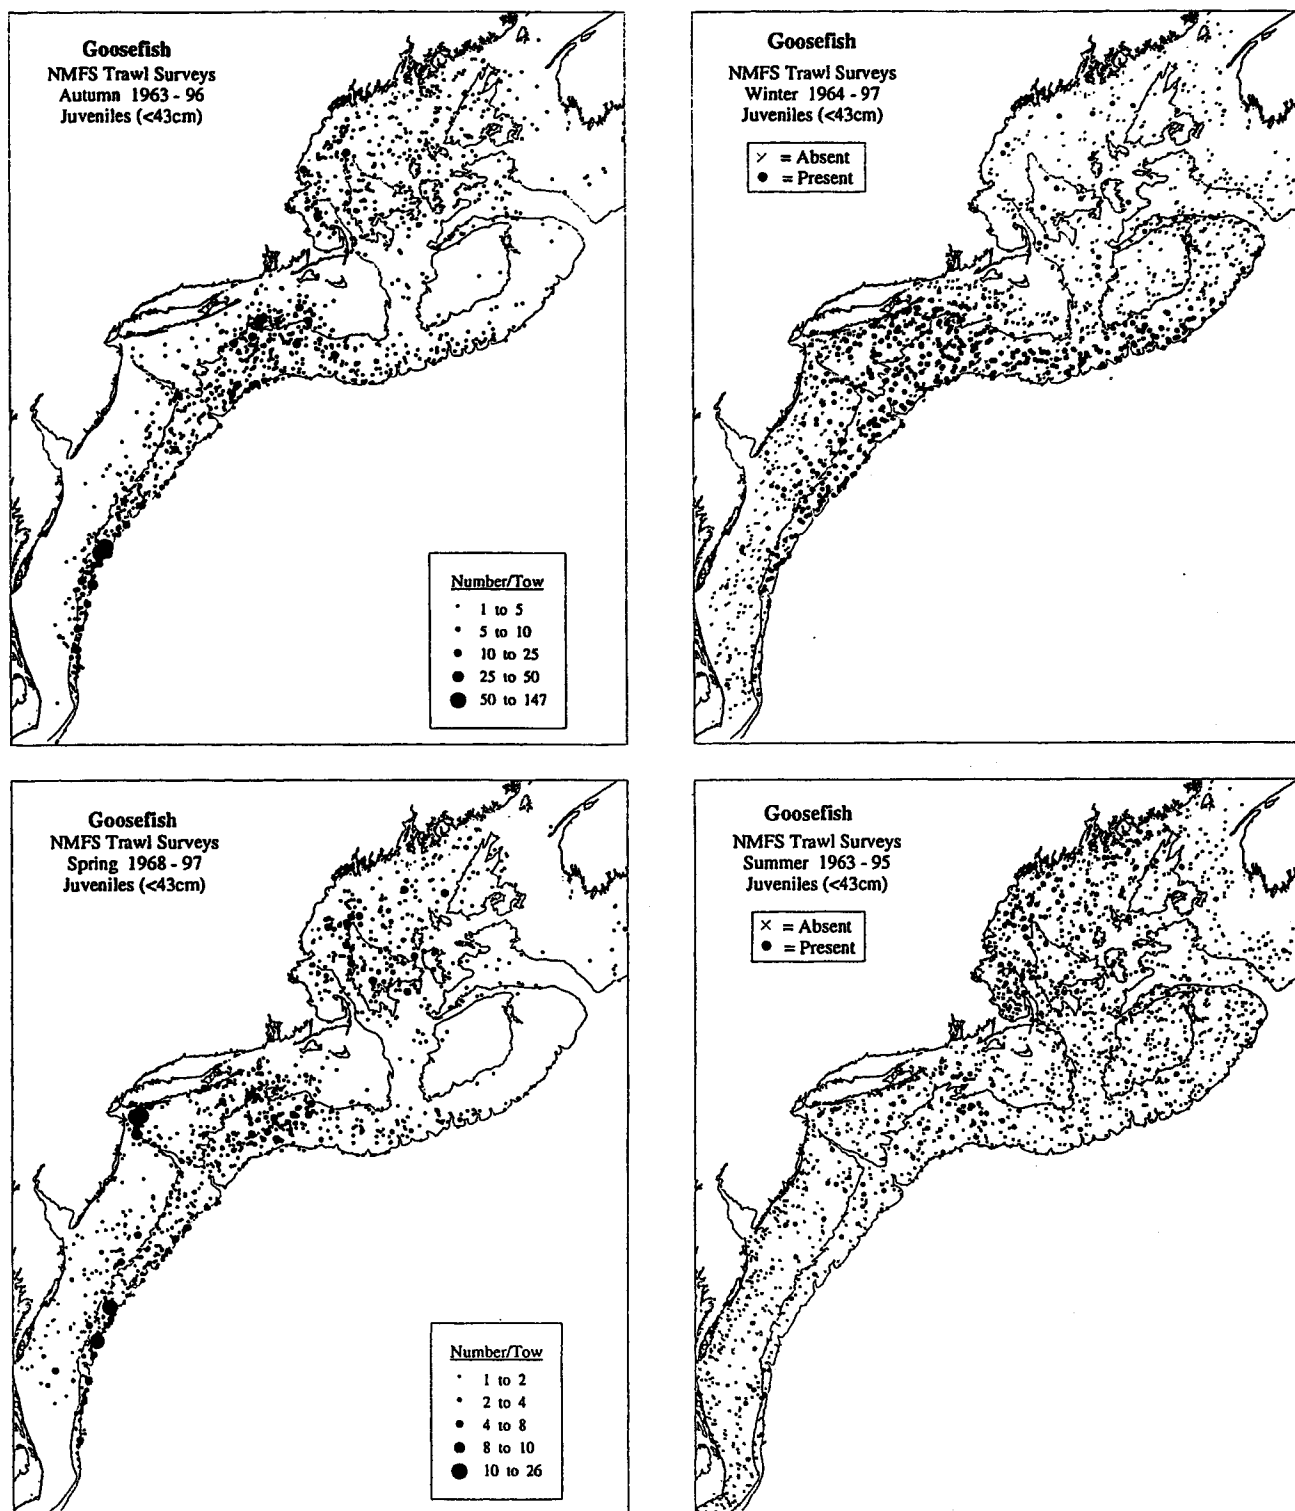 Goosefish
NMFS Trawl Surveys
Autumn 1963 - 96
Juveniles (<43cm)
Number/Tow
1 to 5
5 to 10
10 to 25
25 to 50
50 to 147
Goosefish
NMFS Trawl Surveys
Winter 1964 - 97
Juveniles (<43cm)
× = Absent
● = Present
Goosefish
NMFS Trawl Surveys
Spring 1968 - 97
Juveniles (<43cm)
Number/Tow
1 to 2
2 to 4
4 to 8
8 to 10
10 to 26
Goosefish
NMFS Trawl Surveys
Summer 1963 - 95
Juveniles (<43cm)
× = Absent
● = Present